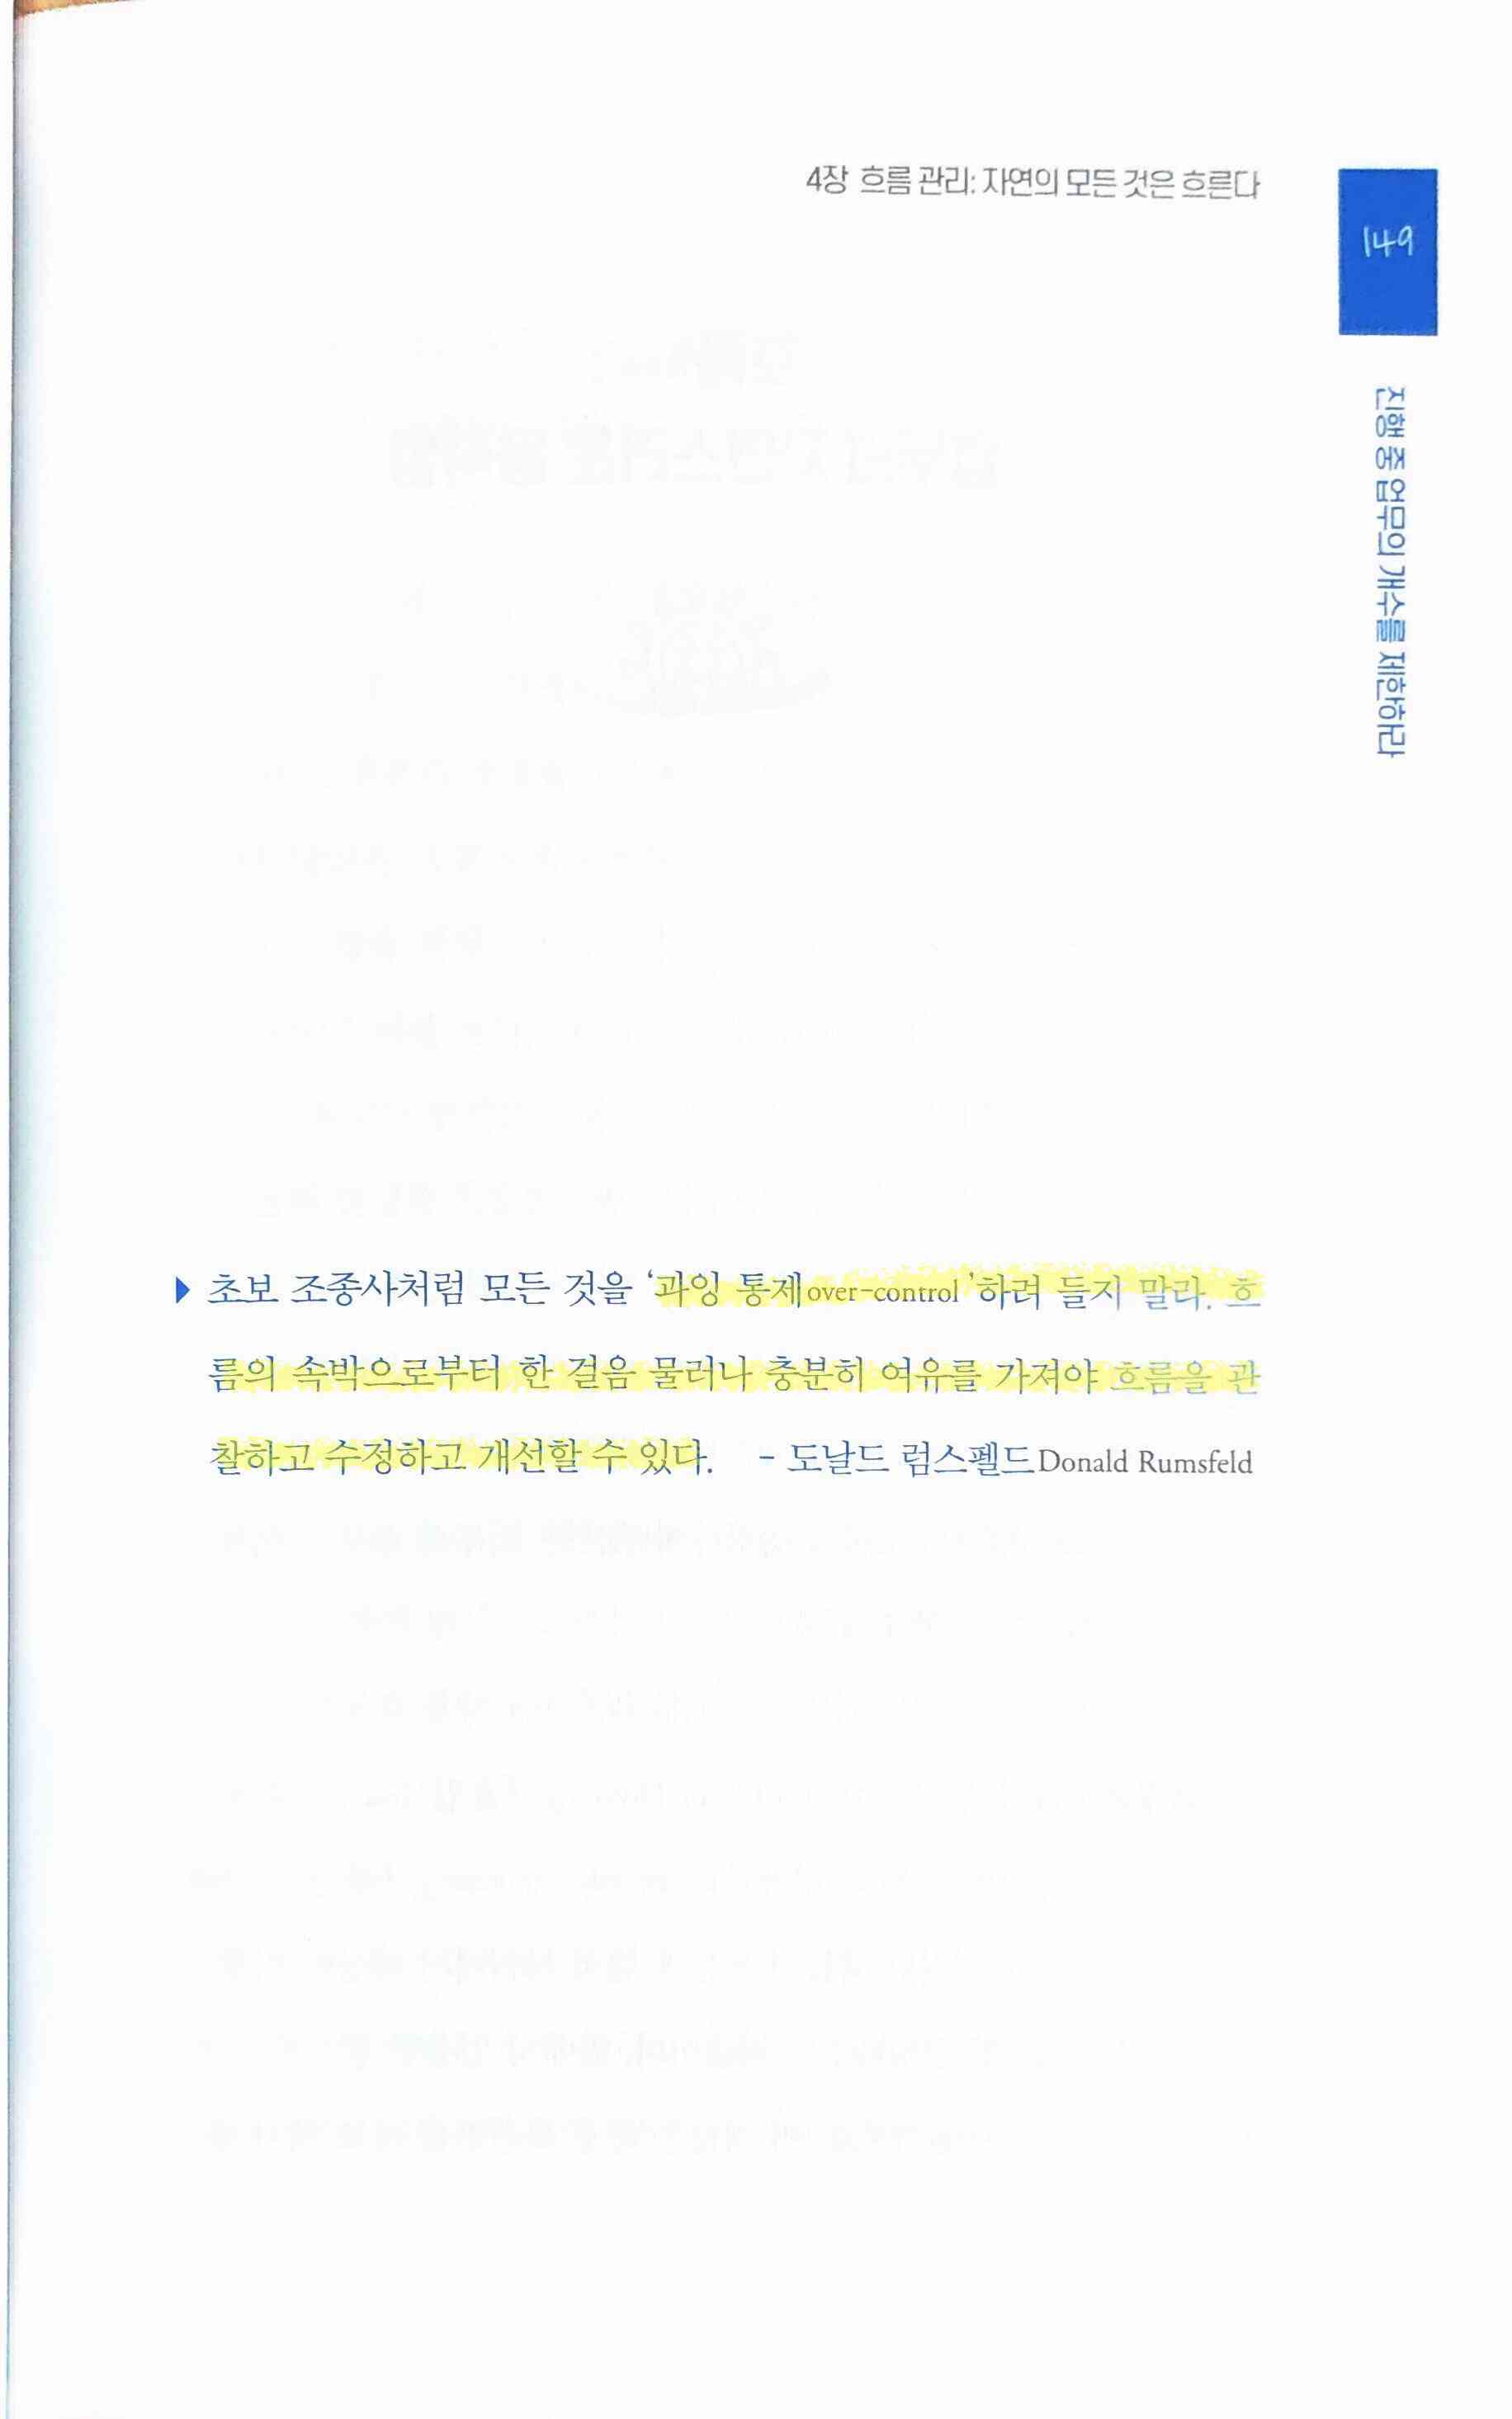 4장 흐름 관리: 자연의 모든 것은 흐른다
149
진행 중 업무의 개수를 제한하라
▶ 초보 조종사처럼 모든 것을 ‘과잉 통제over-control’하려 들지 말라. 흐
름의 속박으로부터 한 걸음 물러나 충분히 여유를 가져야 흐름을 관
찰하고 수정하고 개선할 수 있다. - 도날드 럼스펠드Donald Rumsfeld